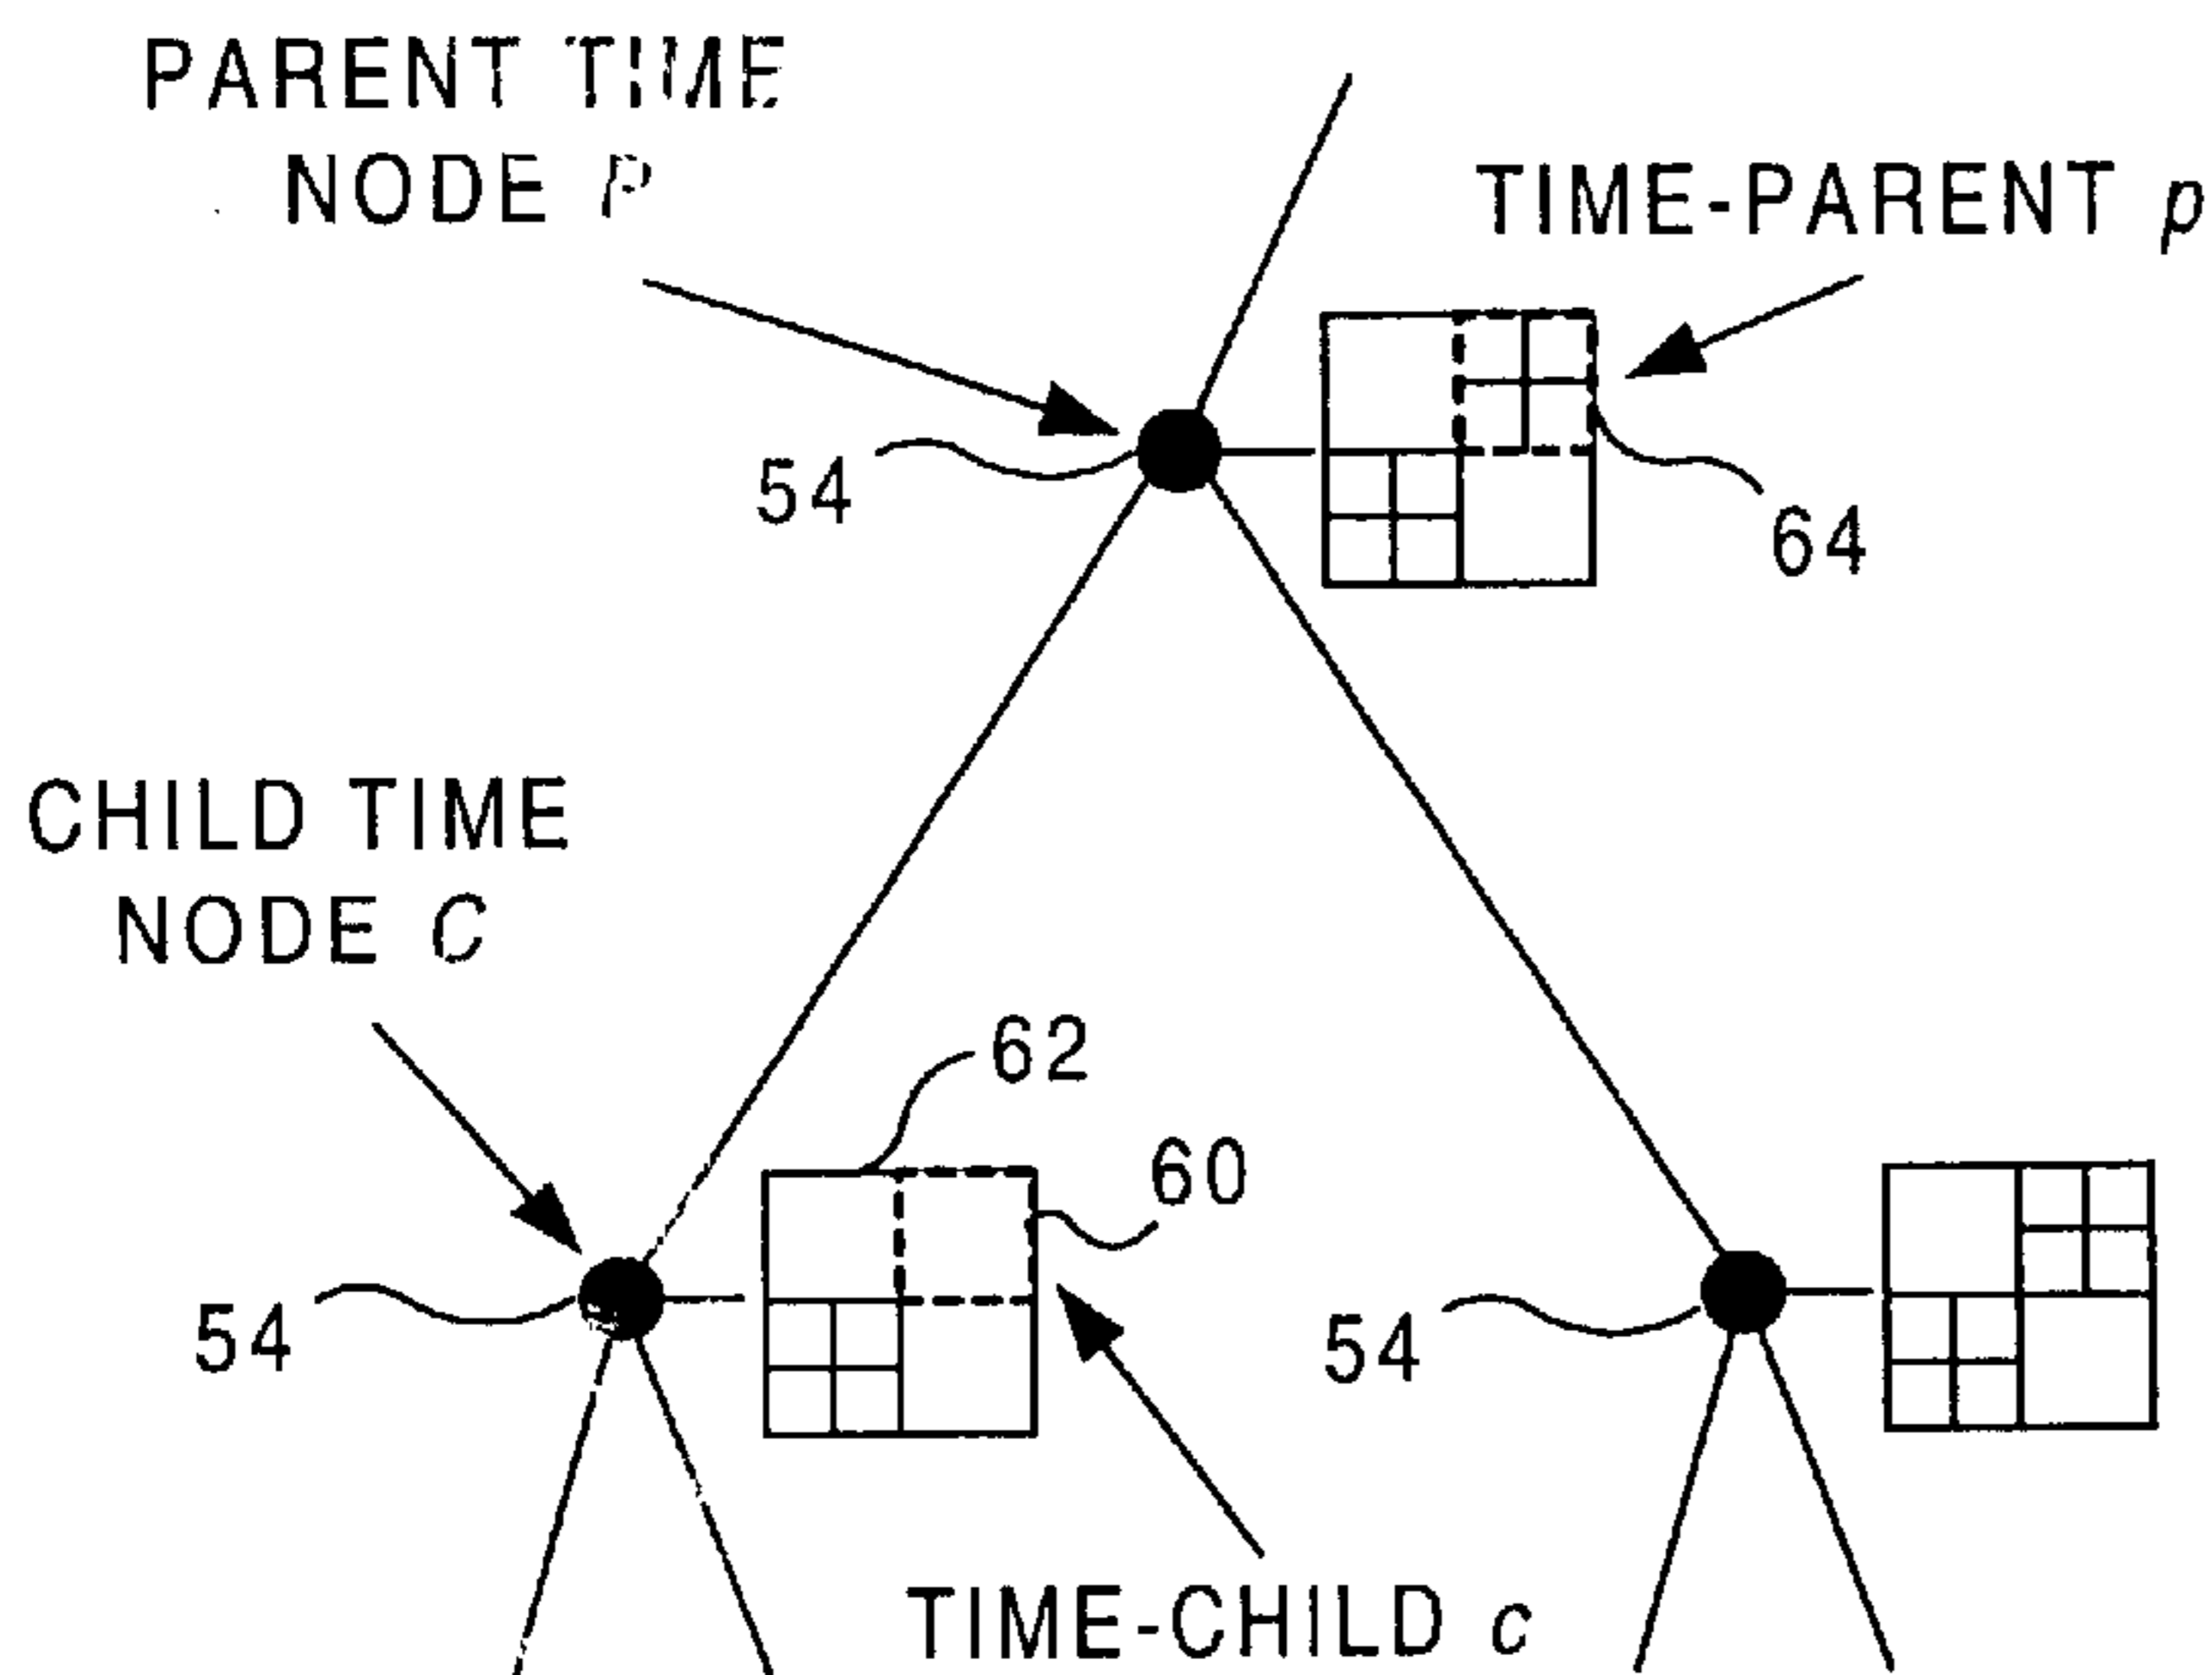 PARENT TIME
NODE P
TIME-PARENT p
54
64
CHILD TIME
NODE C
62
60
54
54
TIME-CHILD c